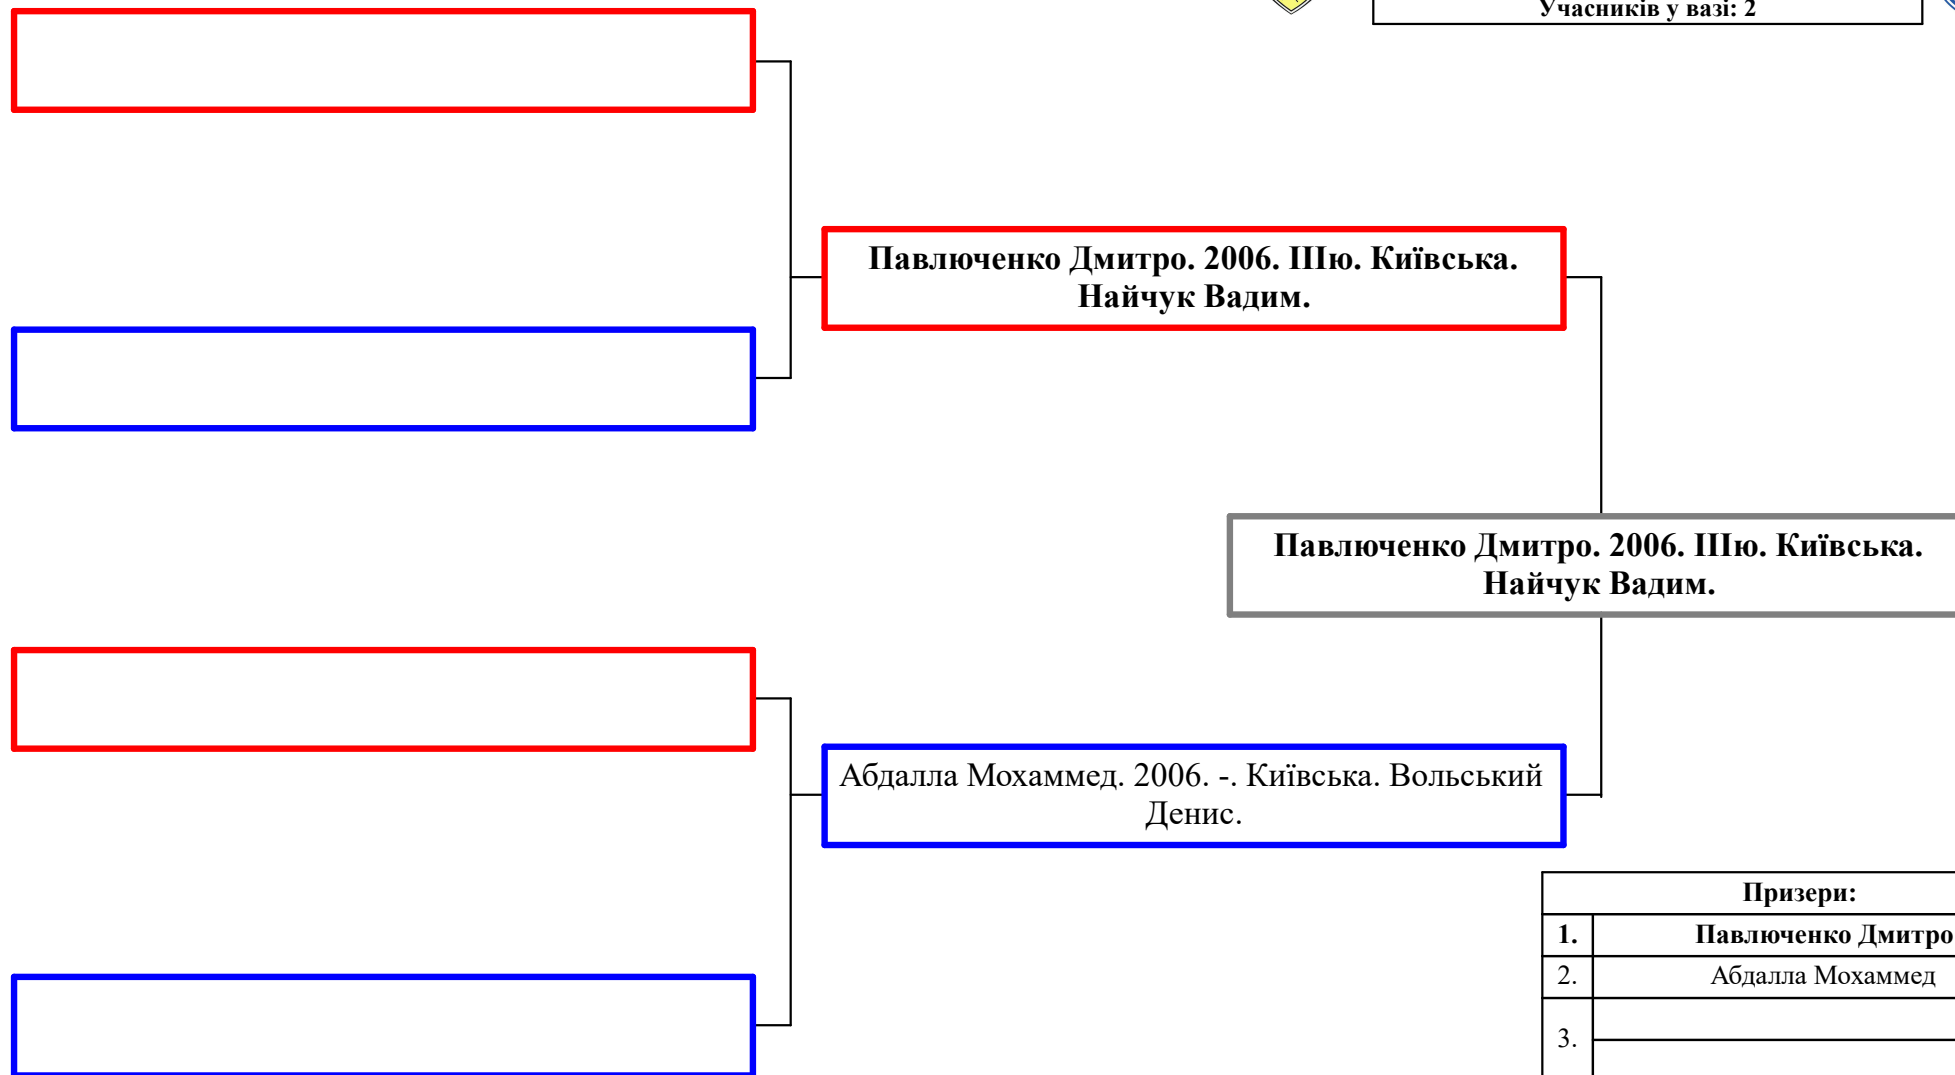 Учасників у вазі: 2
Павлюченко Дмитро. 2006. ІІІю. Київська.
Найчук Вадим.
Павлюченко Дмитро. 2006. ІІІю. Київська.
Найчук Вадим.
Абдалла Мохаммед. 2006. -. Київська. Вольський
Денис.
Призери:
1. Павлюченко Дмитро
2. Абдалла Мохаммед
3.